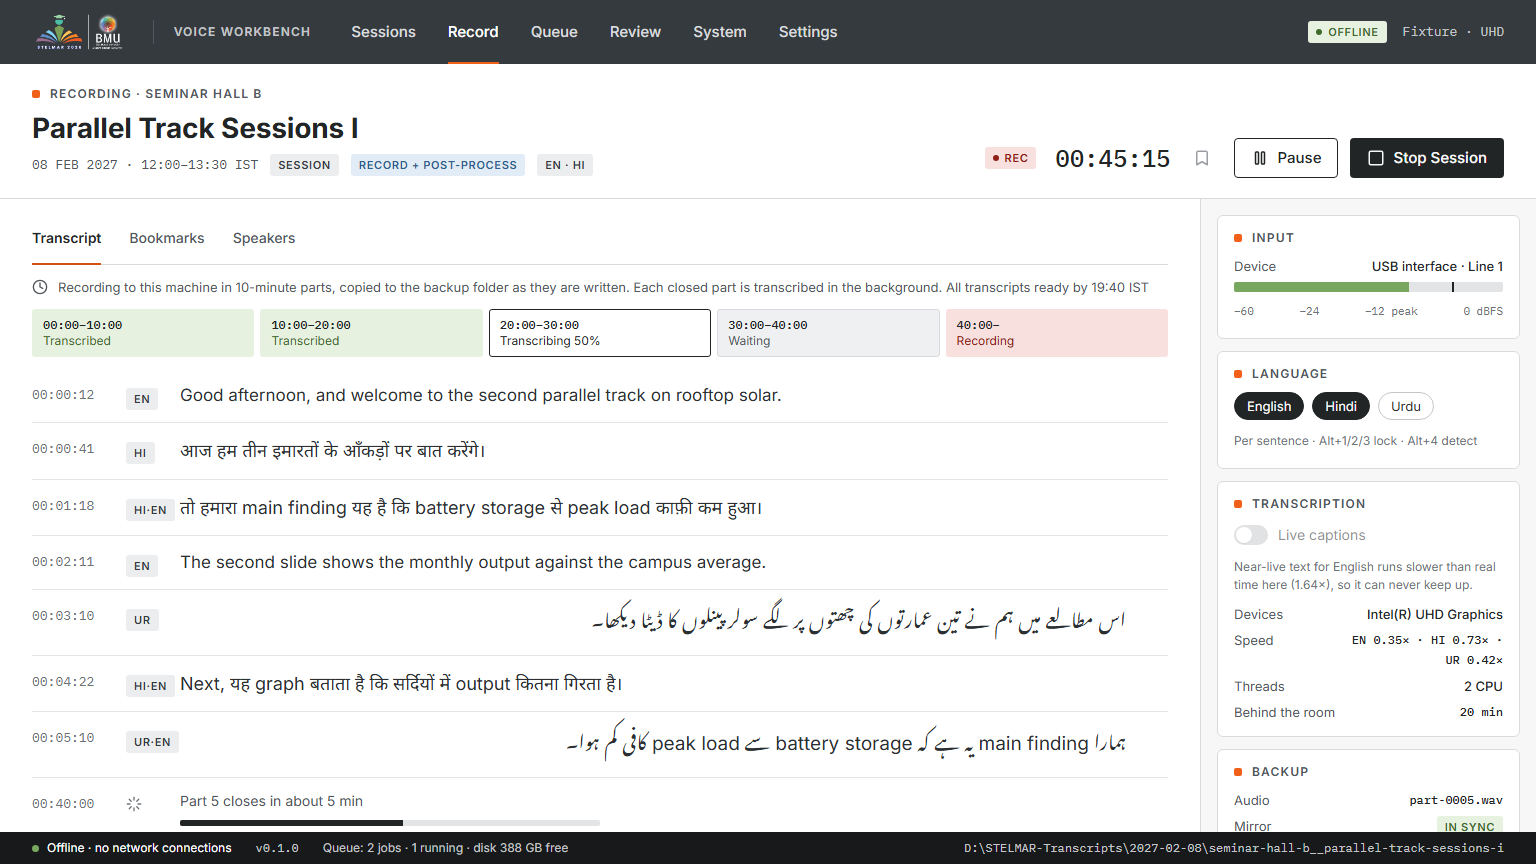 STELMAR 2026
BMU
VOICE WORKBENCH
Sessions
Record
Queue
Review
System
Settings
OFFLINE
Fixture · UHD
RECORDING · SEMINAR HALL B
Parallel Track Sessions I
08 FEB 2027 · 12:00–13:30 IST
SESSION
RECORD + POST-PROCESS
EN · HI
REC
00:45:15
Pause
Stop Session
Transcript
Bookmarks
Speakers
Recording to this machine in 10-minute parts, copied to the backup folder as they are written. Each closed part is transcribed in the background. All transcripts ready by 19:40 IST
00:00–10:00
Transcribed
10:00–20:00
Transcribed
20:00–30:00
Transcribing 50%
30:00–40:00
Waiting
40:00–
Recording
00:00:12 EN Good afternoon, and welcome to the second parallel track on rooftop solar.
00:00:41 HI आज हम तीन इमारतों के आँकड़ों पर बात करेंगे।
00:01:18 HI·EN तो हमारा main finding यह है कि battery storage से peak load काफ़ी कम हुआ।
00:02:11 EN The second slide shows the monthly output against the campus average.
00:03:10 UR اس مطالعے میں ہم نے تین عمارتوں کی چھتوں پر لگے سولر پینلوں کا ڈیٹا دیکھا۔
00:04:22 HI·EN Next, यह graph बताता है कि सर्दियों में output कितना गिरता है।
00:05:10 UR·EN ہمارا main finding یہ ہے کہ battery storage سے peak load کافی کم ہوا۔
00:40:00 Part 5 closes in about 5 min
INPUT
Device USB interface · Line 1
−60 −24 −12 peak 0 dBFS
LANGUAGE
English Hindi Urdu
Per sentence · Alt+1/2/3 lock · Alt+4 detect
TRANSCRIPTION
Live captions
Near-live text for English runs slower than real
time here (1.64×), so it can never keep up.
Devices Intel(R) UHD Graphics
Speed EN 0.35× · HI 0.73× ·
UR 0.42×
Threads 2 CPU
Behind the room 20 min
BACKUP
Audio part-0005.wav
Mirror IN SYNC
Offline · no network connections
v0.1.0
Queue: 2 jobs · 1 running · disk 388 GB free
D:\STELMAR-Transcripts\2027-02-08\seminar-hall-b__parallel-track-sessions-i